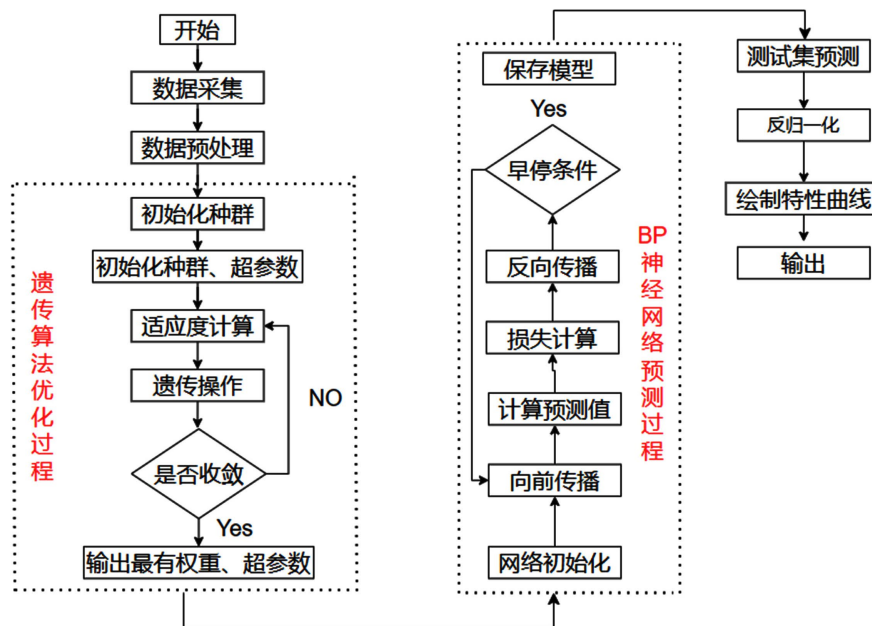 开始
数据采集
数据预处理
初始化种群
初始化种群、超参数
适应度计算
遗传操作
NO
是否收敛
Yes
输出最有权重、超参数
遗传算法优化过程
保存模型
Yes
早停条件
反向传播
损失计算
计算预测值
向前传播
网络初始化
BP神经网络预测过程
测试集预测
反归一化
绘制特性曲线
输出